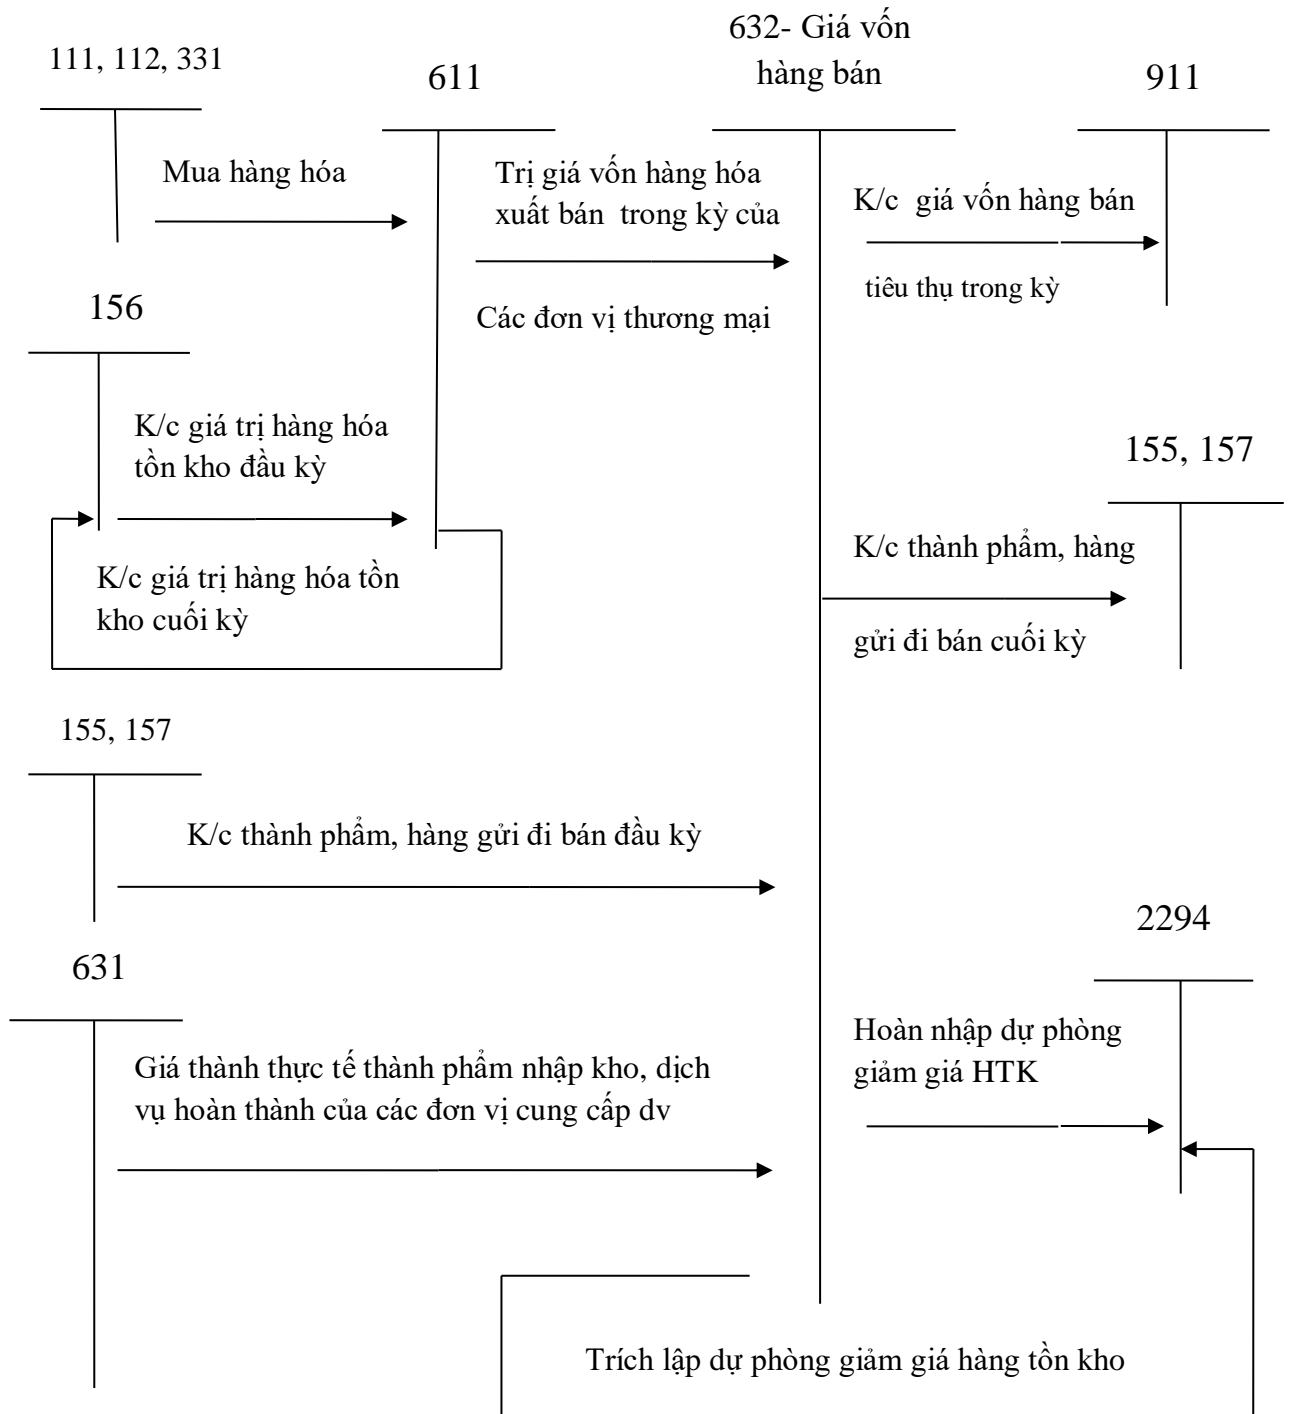 632- Giá vốn
hàng bán
111, 112, 331
611
911
Mua hàng hóa
Trị giá vốn hàng hóa
xuất bán  trong kỳ của
Các đơn vị thương mại
K/c  giá vốn hàng bán
tiêu thụ trong kỳ
156
K/c giá trị hàng hóa
tồn kho đầu kỳ
K/c giá trị hàng hóa tồn
kho cuối kỳ
155, 157
K/c thành phẩm, hàng
gửi đi bán cuối kỳ
155, 157
K/c thành phẩm, hàng gửi đi bán đầu kỳ
2294
631
Hoàn nhập dự phòng
giảm giá HTK
Giá thành thực tế thành phẩm nhập kho, dịch
vụ hoàn thành của các đơn vị cung cấp dv
Trích lập dự phòng giảm giá hàng tồn kho